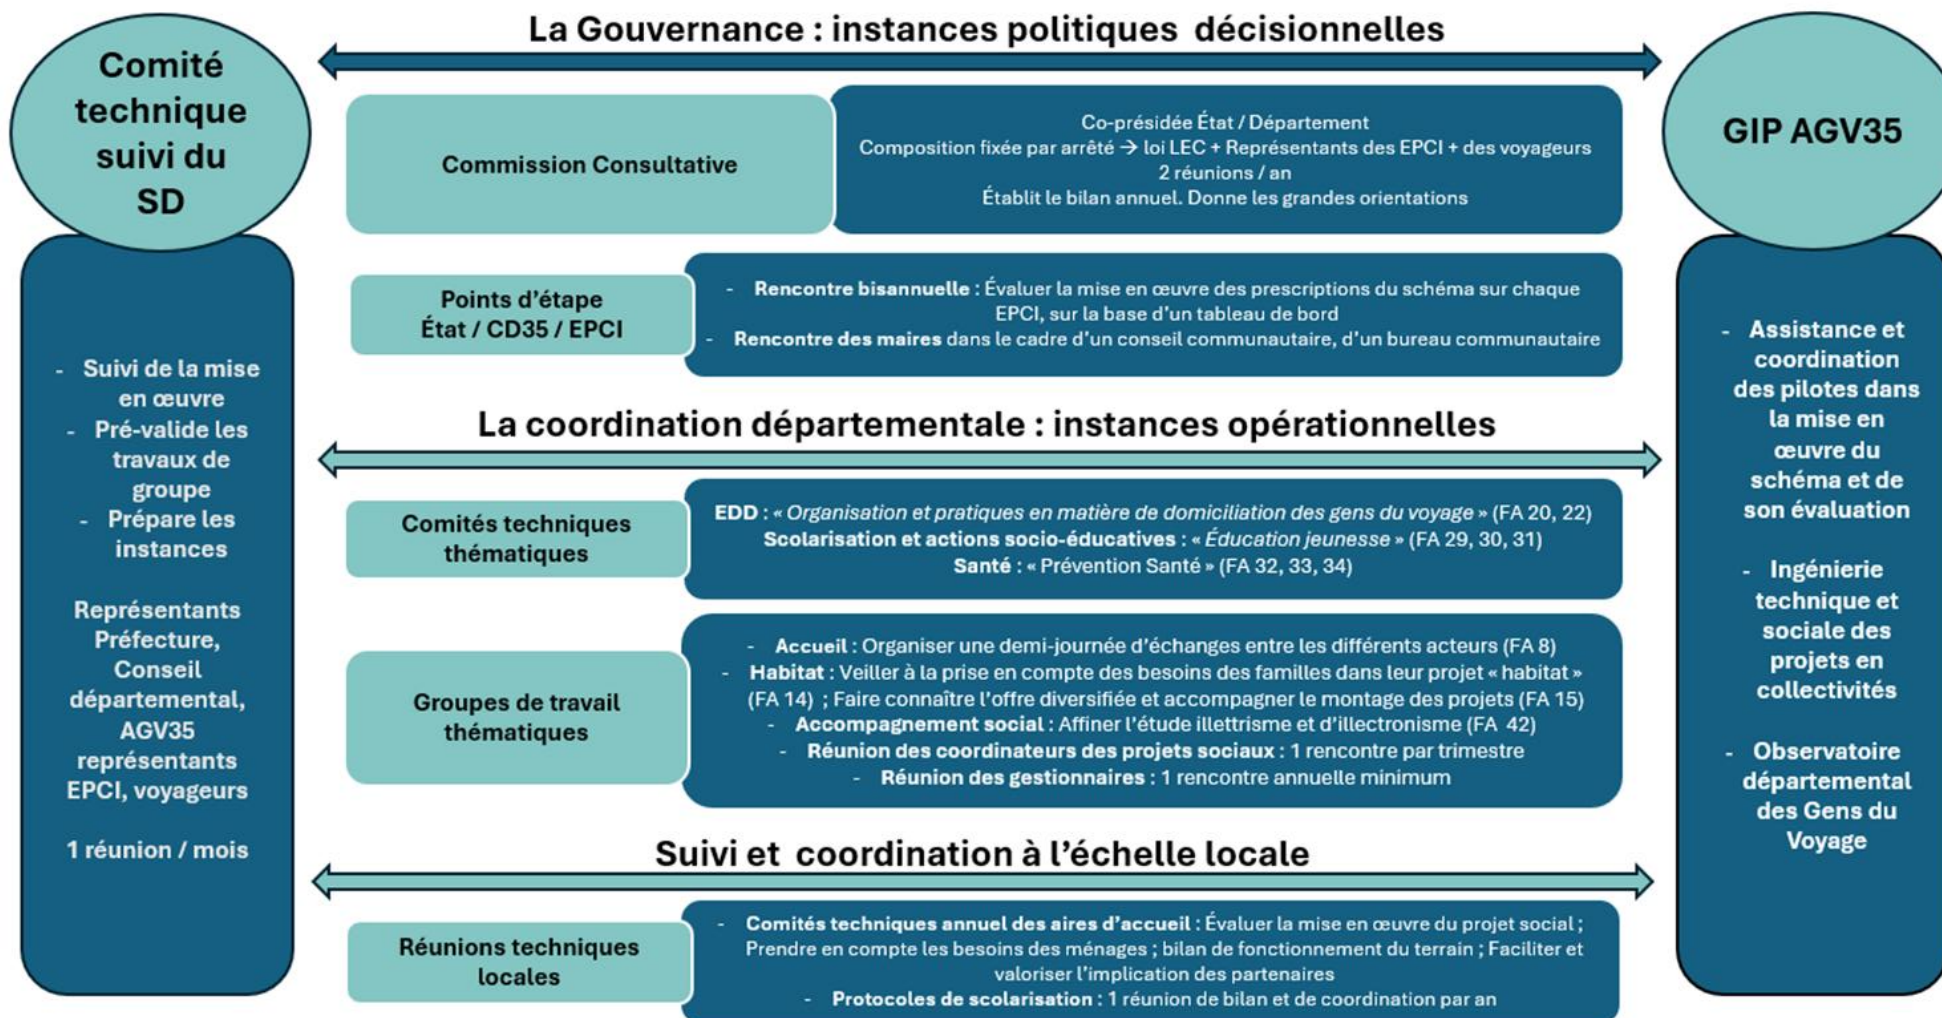 La Gouvernance : instances politiques décisionnelles
Comité
technique
suivi du
SD
- Suivi de la mise
en œuvre
- Pré-valide les
travaux de
groupe
- Prépare les
instances
Représentants
Préfecture,
Conseil
départemental,
AGV35
représentants
EPCI, voyageurs
1 réunion / mois
Commission Consultative
Co-présidée État / Département
Composition fixée par arrêté → loi LEC + Représentants des EPCI + des voyageurs
2 réunions / an
Établit le bilan annuel. Donne les grandes orientations
Points d’étape
État / CD35 / EPCI
- Rencontre bisannuelle : Évaluer la mise en œuvre des prescriptions du schéma sur chaque
EPCI, sur la base d’un tableau de bord
- Rencontre des maires dans le cadre d’un conseil communautaire, d’un bureau communautaire
La coordination départementale : instances opérationnelles
Comités techniques
thématiques
EDD : « Organisation et pratiques en matière de domiciliation des gens du voyage » (FA 20, 22)
Scolarisation et actions socio-éducatives : « Éducation jeunesse » (FA 29, 30, 31)
Santé : « Prévention Santé » (FA 32, 33, 34)
Groupes de travail
thématiques
- Accueil : Organiser une demi-journée d’échanges entre les différents acteurs (FA 8)
- Habitat : Veiller à la prise en compte des besoins des familles dans leur projet « habitat »
(FA 14) ; Faire connaître l’offre diversifiée et accompagner le montage des projets (FA 15)
- Accompagnement social : Affiner l’étude illettrisme et d’illectronisme (FA 42)
- Réunion des coordinateurs des projets sociaux : 1 rencontre par trimestre
- Réunion des gestionnaires : 1 rencontre annuelle minimum
Suivi et coordination à l’échelle locale
Réunions techniques
locales
- Comités techniques annuel des aires d’accueil : Évaluer la mise en œuvre du projet social ;
Prendre en compte les besoins des ménages ; bilan de fonctionnement du terrain ; Faciliter et
valoriser l’implication des partenaires
- Protocoles de scolarisation : 1 réunion de bilan et de coordination par an
GIP AGV35
- Assistance et
coordination
des pilotes dans
la mise en
œuvre du
schéma et de
son évaluation
- Ingénierie
technique et
sociale des
projets en
collectivités
- Observatoire
départemental
des Gens du
Voyage